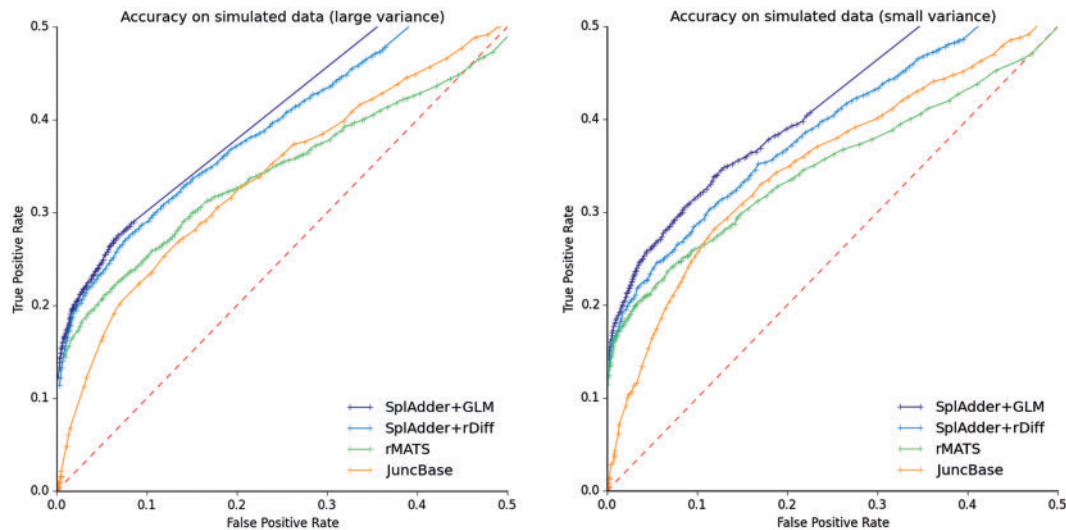 Accuracy on simulated data (large variance)
0.5
0.4
0.3
0.2
0.1
0.0
True Positive Rate
SplAdder+GLM
SplAdder+rDiff
rMATS
JuncBase
0.1
0.2
0.3
0.4
0.5
False Positive Rate
Accuracy on simulated data (small variance)
0.5
0.4
0.3
0.2
0.1
0.0
True Positive Rate
SplAdder+GLM
SplAdder+rDiff
rMATS
JuncBase
0.1
0.2
0.3
0.4
0.5
False Positive Rate